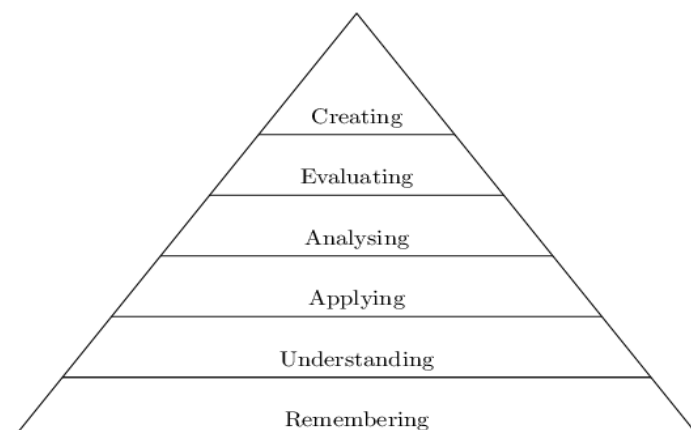 Creating
Evaluating
Analysing
Applying
Understanding
Remembering